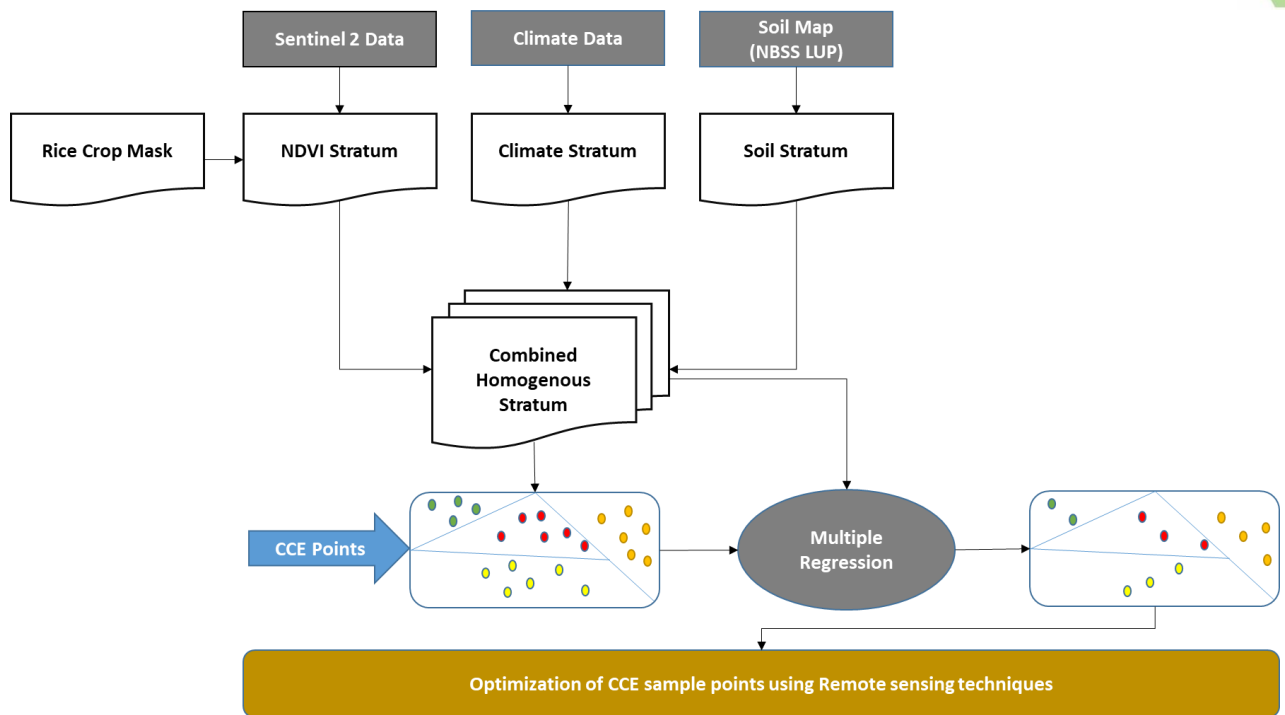 Sentinel 2 Data
Climate Data
Soil Map
(NBSS LUP)
Rice Crop Mask
NDVI Stratum
Climate Stratum
Soil Stratum
Combined
Homogenous
Stratum
CCE Points
Multiple
Regression
Optimization of CCE sample points using Remote sensing techniques